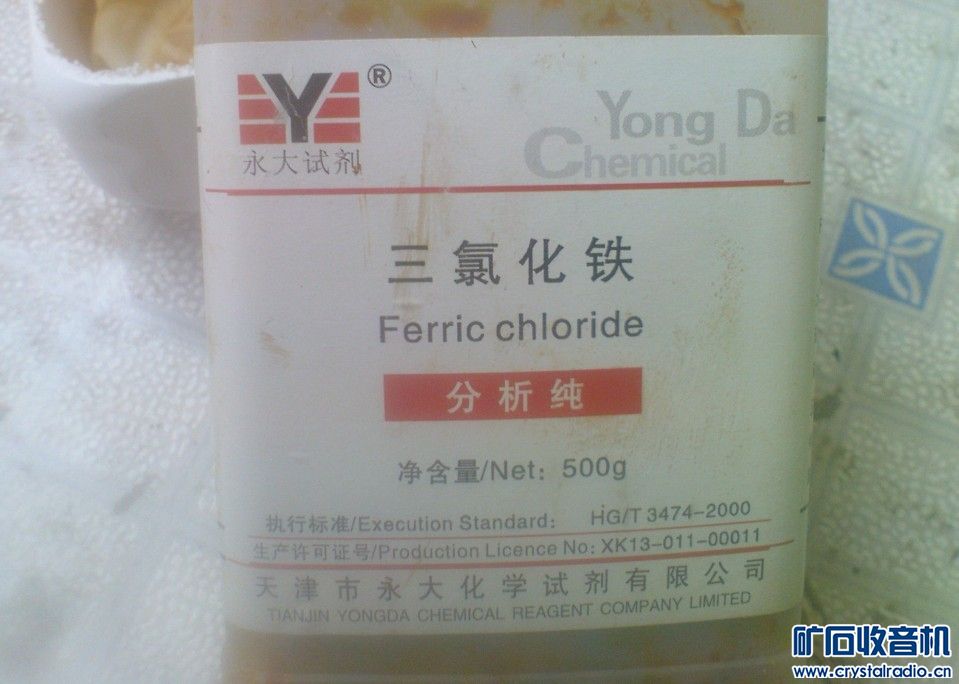 Y®
永大试剂
Yong Da
Chemical
三氯化铁
Ferric chloride
分析纯
净含量/Net：500g
执行标准/Execution Standard： HG/T 3474-2000
生产许可证号/Production Licence No: XK13-011-00011
天津市永大化学试剂有限公司
TIANJIN YONGDA CHEMICAL REAGENT COMPANY LIMITED
矿石收音机
www.crystalradio.cn